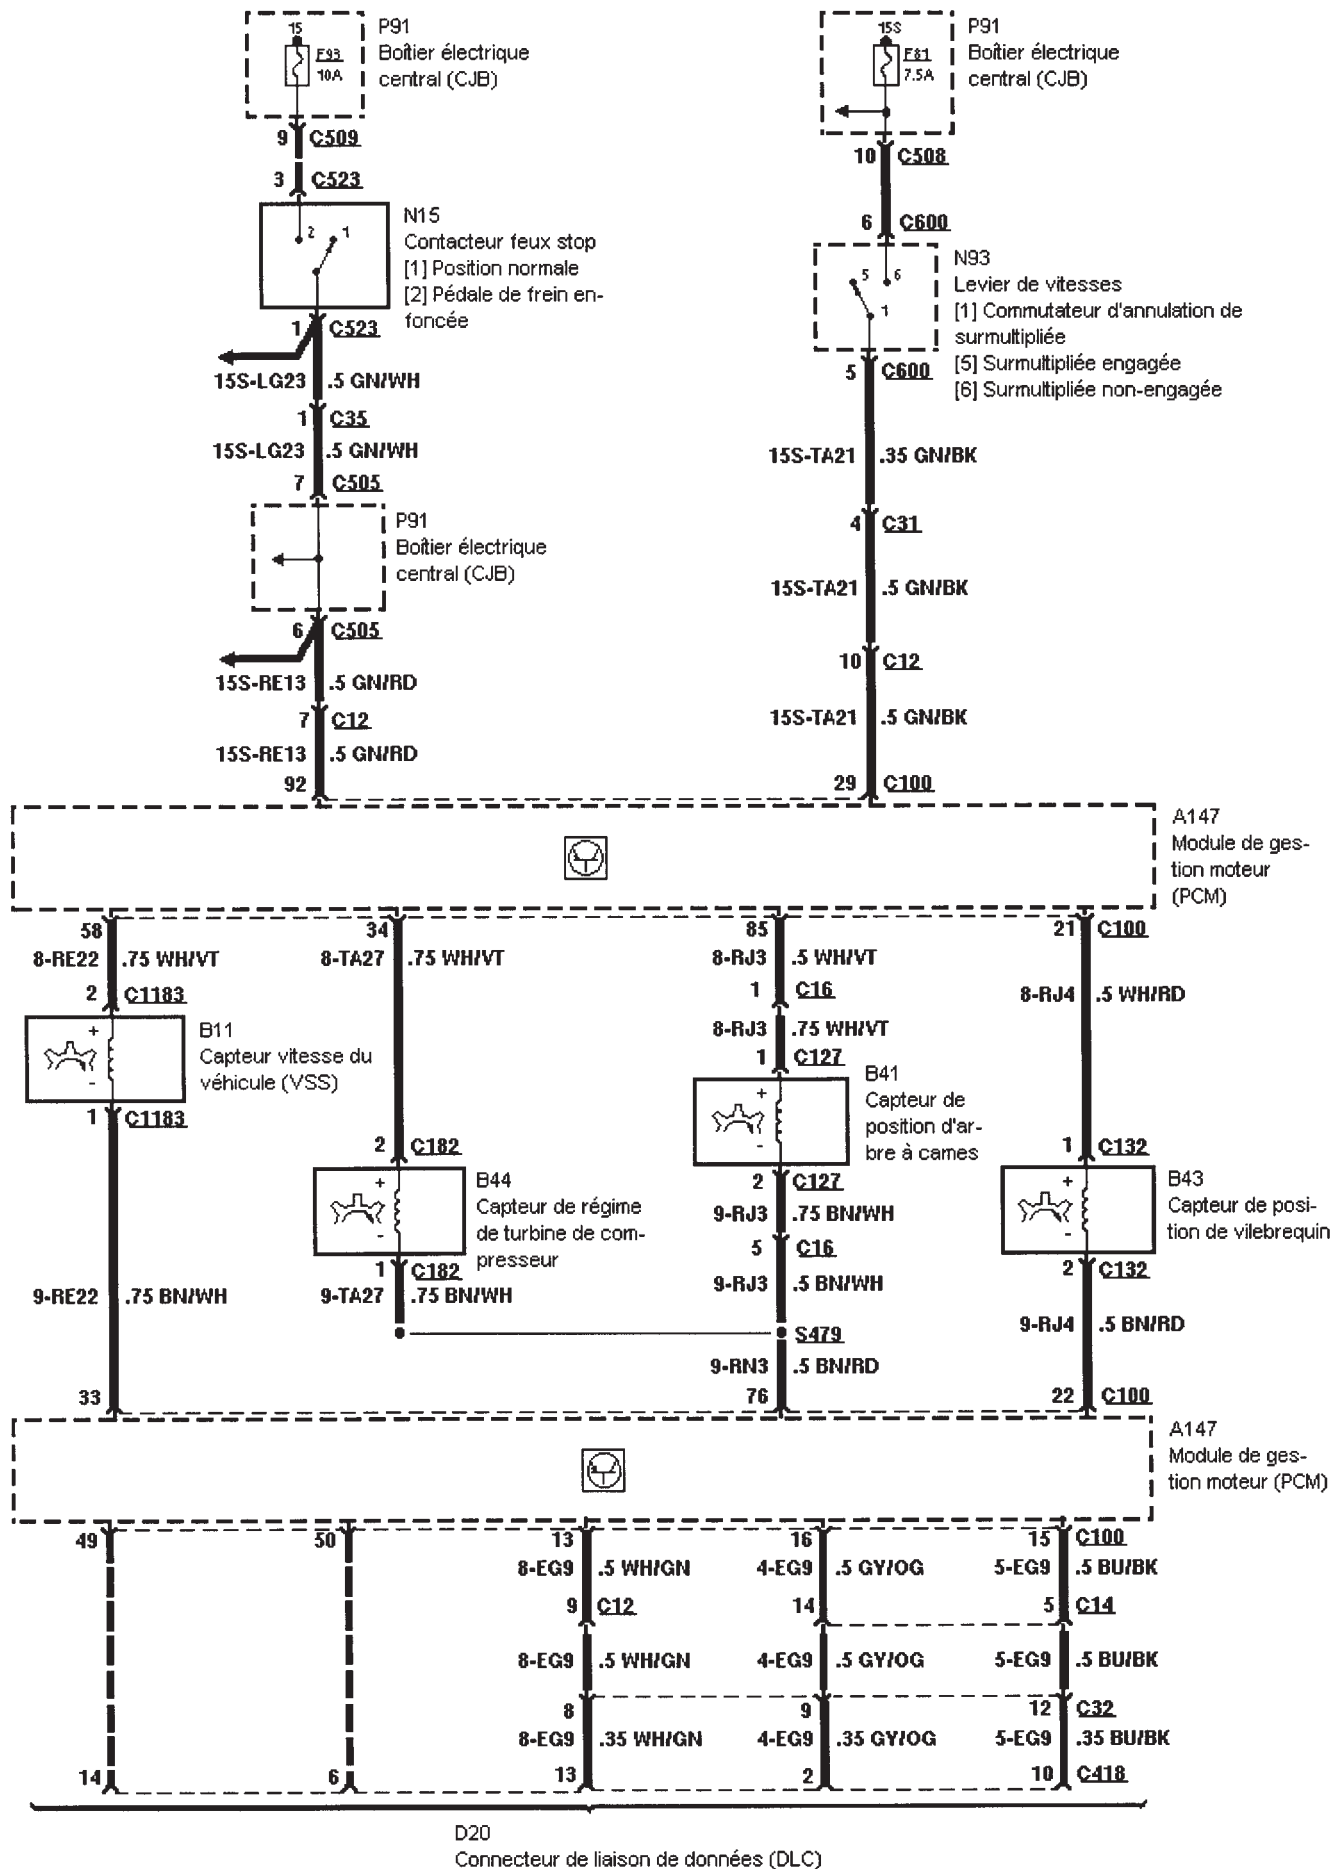 15
F93
10A
P91
Boîtier électrique
central (CJB)
9 C509
3 C523
2 1
N15
Contacteur feux stop
[1] Position normale
[2] Pédale de frein en-
foncée
1 C523
15S-LG23 .5 GN/WH
1 C35
15S-LG23 .5 GN/WH
7 C505
P91
Boîtier électrique
central (CJB)
6 C505
15S-RE13 .5 GN/RD
7 C12
15S-RE13 .5 GN/RD
92
15S
F81
7.5A
P91
Boîtier électrique
central (CJB)
10 C508
6 C600
5 6
1
N93
Levier de vitesses
[1] Commutateur d'annulation de
surmultipliée
[5] Surmultipliée engagée
[6] Surmultipliée non-engagée
5 C600
15S-TA21 .35 GN/BK
4 C31
15S-TA21 .5 GN/BK
10 C12
15S-TA21 .5 GN/BK
29 C100
A147
Module de ges-
tion moteur
(PCM)
58
8-RE22 .75 WH/VT
2 C1183
+
-
B11
Capteur vitesse du
véhicule (VSS)
1 C1183
9-RE22 .75 BN/WH
33
34
8-TA27 .75 WH/VT
2 C182
+
-
B44
Capteur de régime
de turbine de com-
presseur
1 C182
9-TA27 .75 BN/WH
85
8-RJ3 .5 WH/VT
1 C16
8-RJ3 .75 WH/VT
1 C127
+
-
B41
Capteur de
position d'ar-
bre à cames
2 C127
9-RJ3 .75 BN/WH
5 C16
9-RJ3 .5 BN/WH
S479
9-RN3 .5 BN/RD
76
21 C100
8-RJ4 .5 WH/RD
1 C132
+
-
B43
Capteur de posi-
tion de vilebrequin
2 C132
9-RJ4 .5 BN/RD
22 C100
A147
Module de ges-
tion moteur (PCM)
49 50 13 16 15 C100
8-EG9 .5 WH/GN 4-EG9 .5 GY/OG 5-EG9 .5 BU/BK
9 C12 14 5 C14
8-EG9 .5 WH/GN 4-EG9 .5 GY/OG 5-EG9 .5 BU/BK
8 9 12 C32
8-EG9 .35 WH/GN 4-EG9 .35 GY/OG 5-EG9 .35 BU/BK
14 6 13 2 10 C418
D20
Connecteur de liaison de données (DLC)